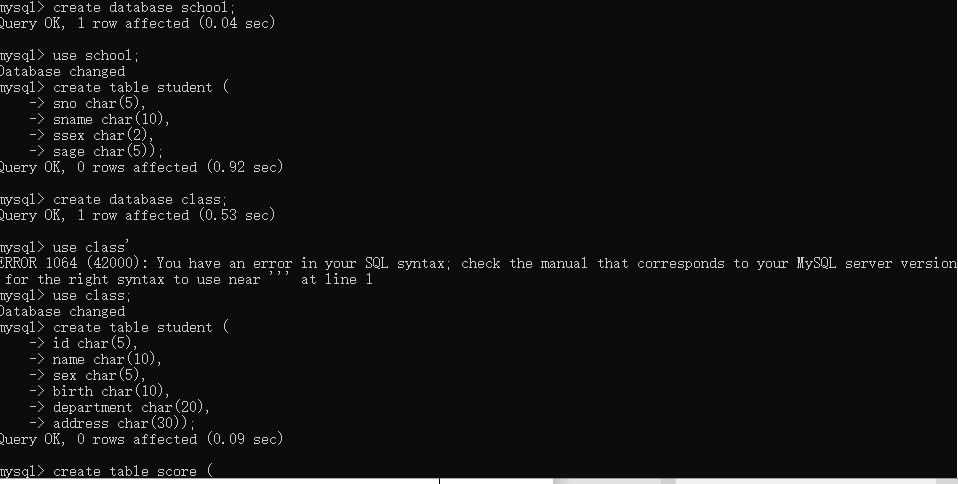 mysql> create database school;
Query OK, 1 row affected (0.04 sec)
mysql> use school;
Database changed
mysql> create table student (
    -> sno char(5),
    -> sname char(10),
    -> ssex char(2),
    -> sage char(5));
Query OK, 0 rows affected (0.92 sec)
mysql> create database class;
Query OK, 1 row affected (0.53 sec)
mysql> use class'
ERROR 1064 (42000): You have an error in your SQL syntax; check the manual that corresponds to your MySQL server version
 for the right syntax to use near ''' at line 1
mysql> use class;
Database changed
mysql> create table student (
    -> id char(5),
    -> name char(10),
    -> sex char(5),
    -> birth char(10),
    -> department char(20),
    -> address char(30));
Query OK, 0 rows affected (0.09 sec)
mysql> create table score (